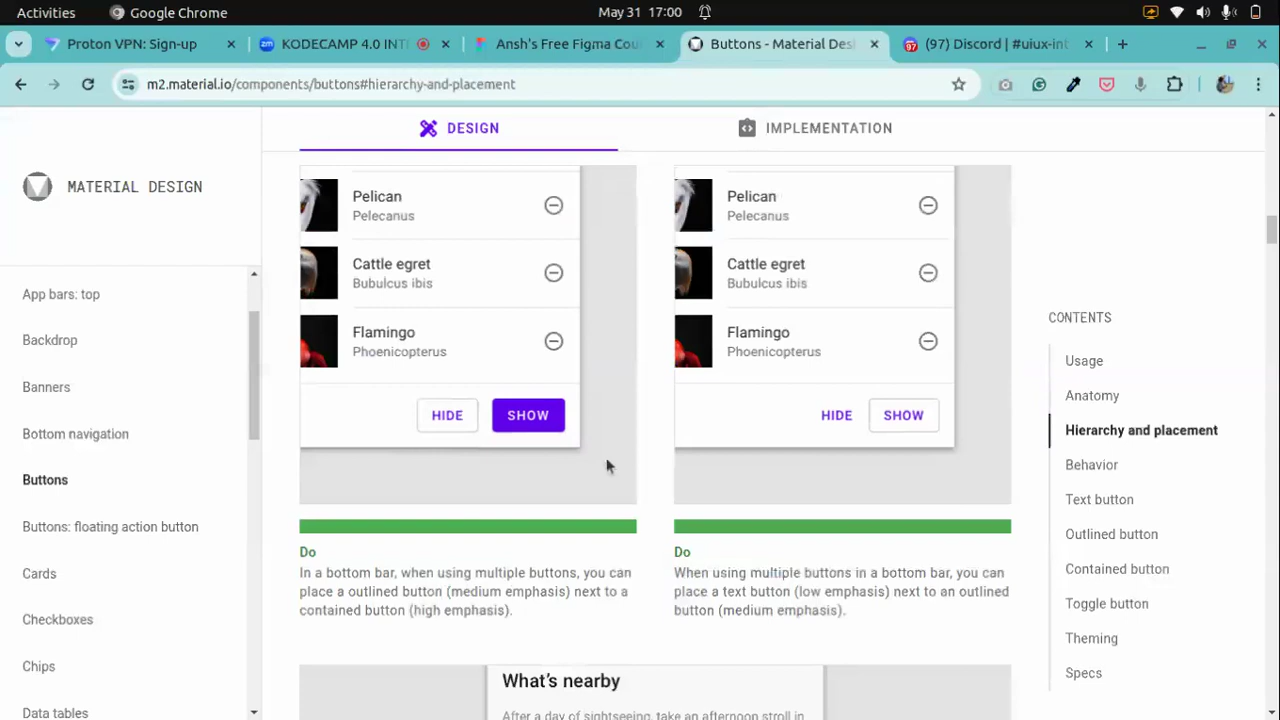 Activities
Google Chrome
May 31 17:00
Proton VPN: Sign-up
zm
KODECAMP 4.0 INT
Ansh's Free Figma Cou
Buttons - Material Desi
97
(97) Discord | #uiux-int
m2.material.io/components/buttons#hierarchy-and-placement
DESIGN
IMPLEMENTATION
MATERIAL DESIGN
App bars: top
Backdrop
Banners
Bottom navigation
Buttons
Buttons: floating action button
Cards
Checkboxes
Chips
Data tables
Pelican
Pelecanus
Cattle egret
Bubulcus ibis
Flamingo
Phoenicopterus
HIDE
SHOW
Do
In a bottom bar, when using multiple buttons, you can
place a outlined button (medium emphasis) next to a
contained button (high emphasis).
Pelican
Pelecanus
Cattle egret
Bubulcus ibis
Flamingo
Phoenicopterus
HIDE
SHOW
Do
When using multiple buttons in a bottom bar, you can
place a text button (low emphasis) next to an outlined
button (medium emphasis).
What's nearby
After a day of sightseeing, take an afternoon stroll in
CONTENTS
Usage
Anatomy
Hierarchy and placement
Behavior
Text button
Outlined button
Contained button
Toggle button
Theming
Specs